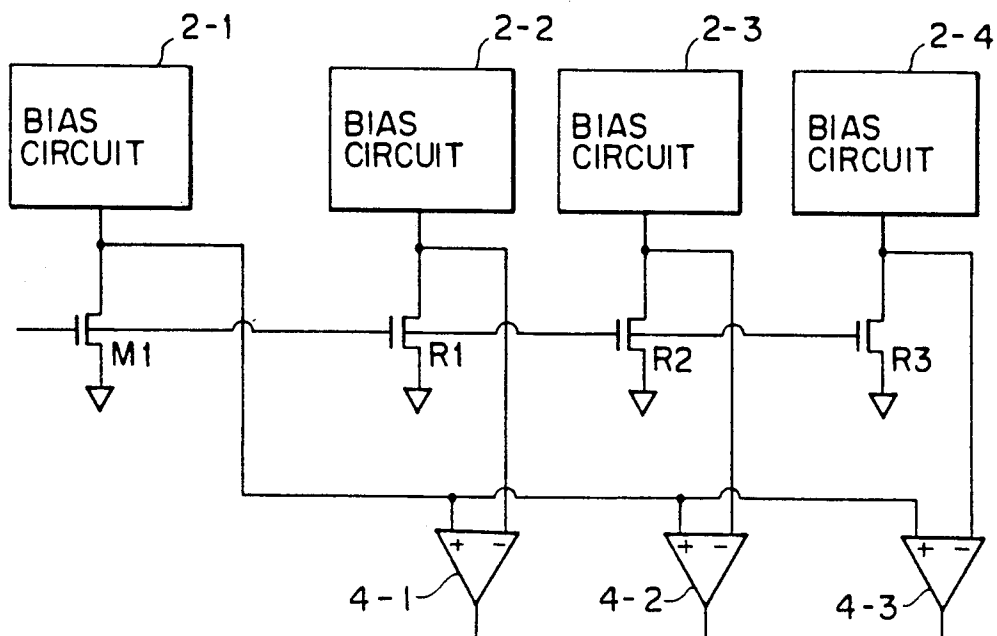 2-1
2-2
2-3
2-4
BIAS
CIRCUIT
BIAS
CIRCUIT
BIAS
CIRCUIT
BIAS
CIRCUIT
M1
R1
R2
R3
+ -
+ -
+ -
4-1
4-2
4-3